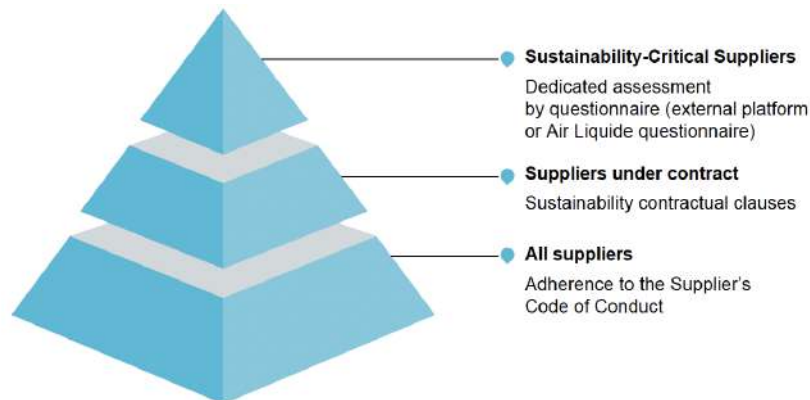 Sustainability-Critical Suppliers
Dedicated assessment
by questionnaire (external platform
or Air Liquide questionnaire)
Suppliers under contract
Sustainability contractual clauses
All suppliers
Adherence to the Supplier’s
Code of Conduct